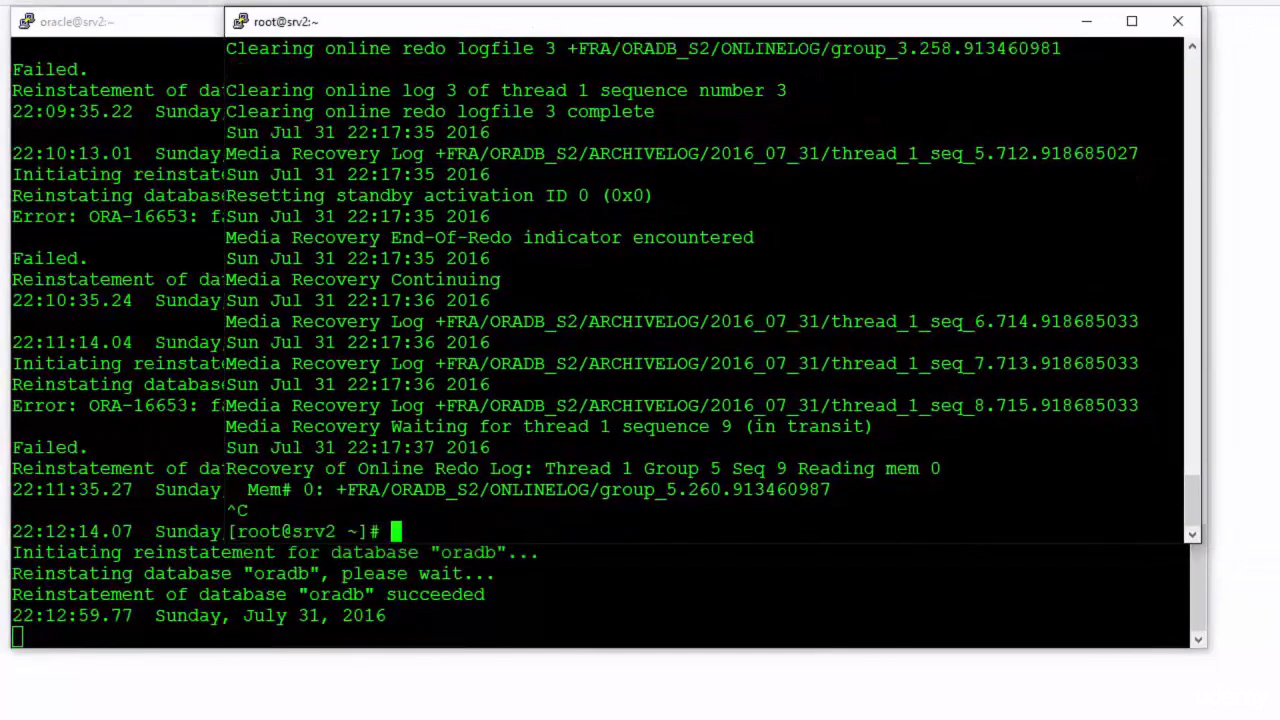 oracle@srv2:~
root@srv2:~
Clearing online redo logfile 3 +FRA/ORADB_S2/ONLINELOG/group_3.258.913460981
Failed.
Reinstatement of da
Clearing online log 3 of thread 1 sequence number 3
22:09:35.22  Sunday,
Clearing online redo logfile 3 complete
Sun Jul 31 22:17:35 2016
22:10:13.01  Sunday
Media Recovery Log +FRA/ORADB_S2/ARCHIVELOG/2016_07_31/thread_1_seq_5.712.918685027
Initiating reinstat
Sun Jul 31 22:17:35 2016
Reinstating databas
Resetting standby activation ID 0 (0x0)
Error: ORA-16653: f
Sun Jul 31 22:17:35 2016
Media Recovery End-Of-Redo indicator encountered
Failed.
Sun Jul 31 22:17:35 2016
Reinstatement of da
Media Recovery Continuing
22:10:35.24  Sunday
Sun Jul 31 22:17:36 2016
Media Recovery Log +FRA/ORADB_S2/ARCHIVELOG/2016_07_31/thread_1_seq_6.714.918685033
22:11:14.04  Sunday
Sun Jul 31 22:17:36 2016
Initiating reinstat
Media Recovery Log +FRA/ORADB_S2/ARCHIVELOG/2016_07_31/thread_1_seq_7.713.918685033
Reinstating databas
Sun Jul 31 22:17:36 2016
Error: ORA-16653: f
Media Recovery Log +FRA/ORADB_S2/ARCHIVELOG/2016_07_31/thread_1_seq_8.715.918685033
Media Recovery Waiting for thread 1 sequence 9 (in transit)
Failed.
Sun Jul 31 22:17:37 2016
Reinstatement of da
Recovery of Online Redo Log: Thread 1 Group 5 Seq 9 Reading mem 0
22:11:35.27  Sunday,
Mem# 0: +FRA/ORADB_S2/ONLINELOG/group_5.260.913460987
^C
22:12:14.07  Sunday
[root@srv2 ~]#
Initiating reinstatement for database "oradb"...
Reinstating database "oradb", please wait...
Reinstatement of database "oradb" succeeded
22:12:59.77  Sunday, July 31, 2016